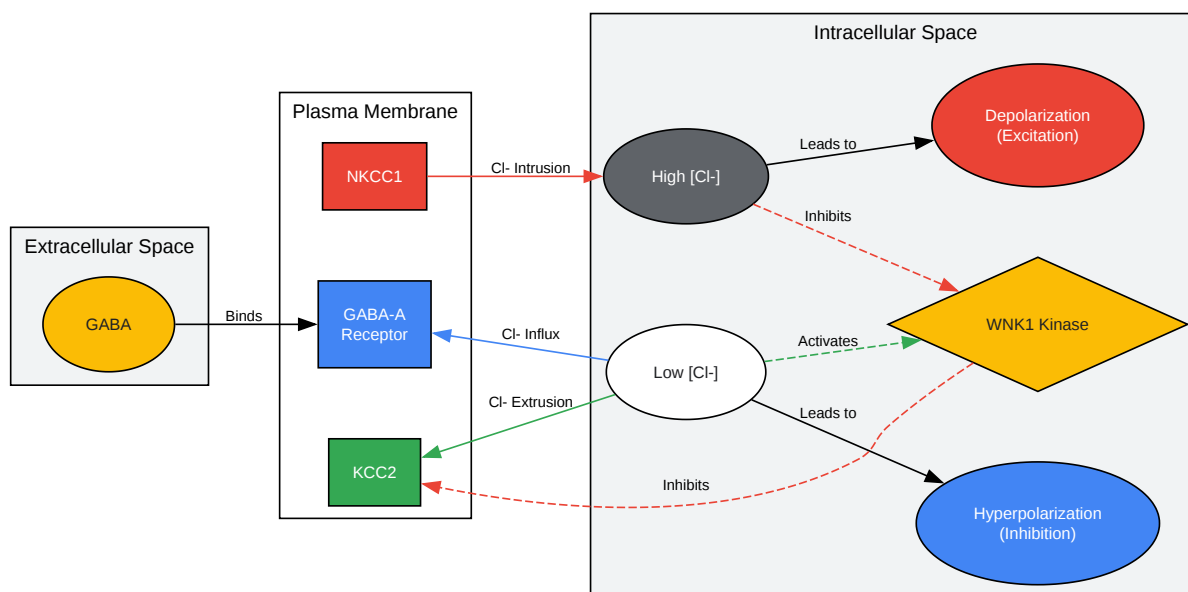 Intracellular Space
Plasma Membrane
Extracellular Space
NKCC1
Cl- Intrusion
High [Cl-]
Leads to
Depolarization
(Excitation)
Inhibits
GABA
Binds
GABA-A
Receptor
Cl- Influx
Low [Cl-]
Activates
WNK1 Kinase
Cl- Extrusion
Leads to
KCC2
Inhibits
Hyperpolarization
(Inhibition)